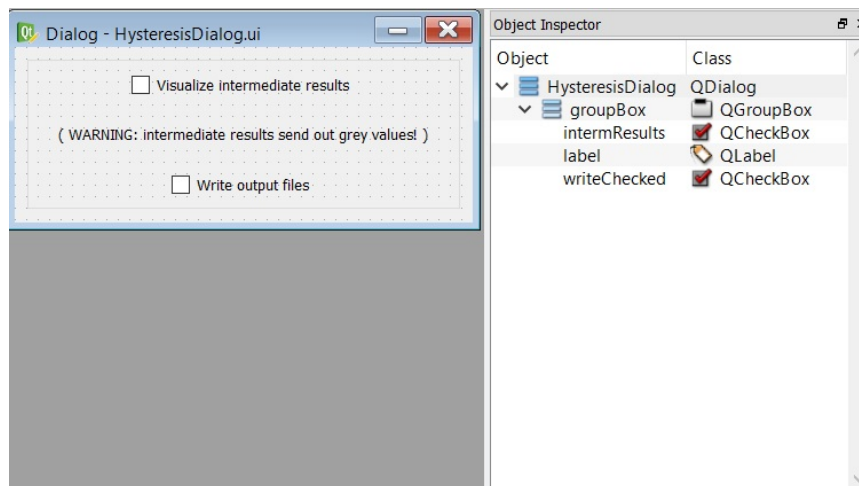 Dialog - HysteresisDialog.ui
Visualize intermediate results
( WARNING: intermediate results send out grey values! )
Write output files
Object Inspector
Object Class
HysteresisDialog QDialog
groupBox QGroupBox
intermResults QCheckBox
label QLabel
writeChecked QCheckBox